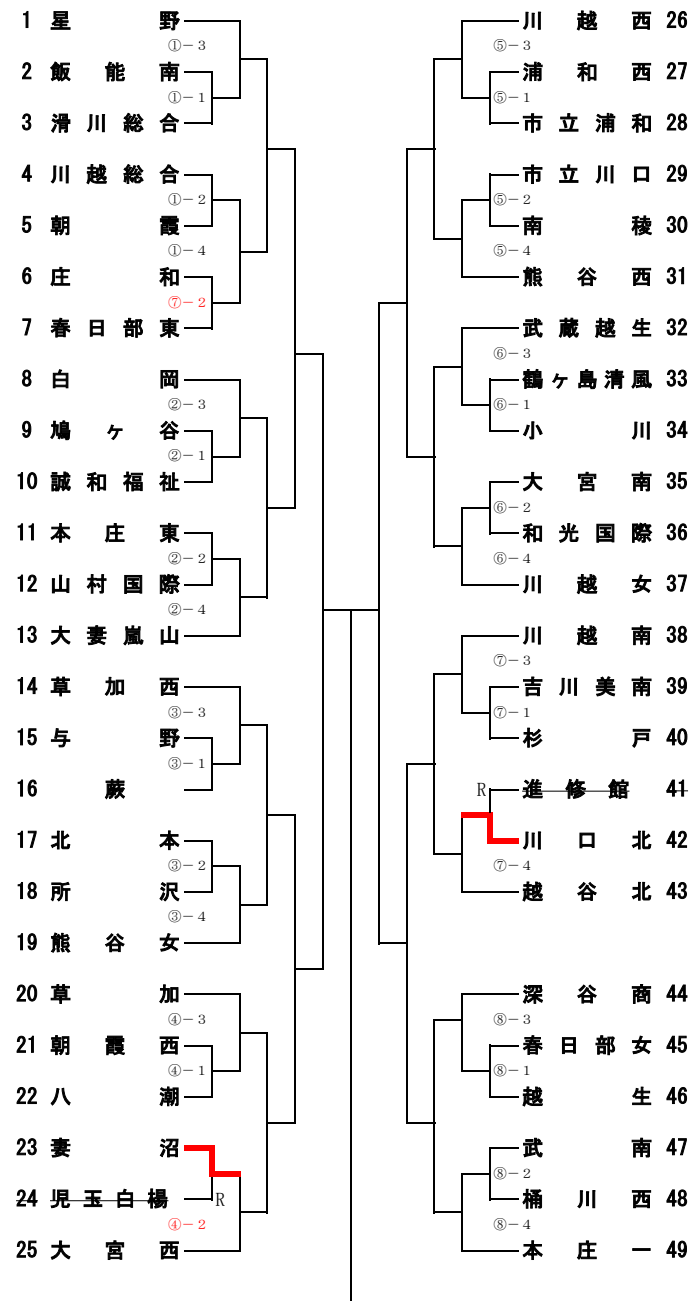 1 星野
①－3
2 飯能南
①－1
3 滑川総合
4 川越総合
①－2
5 朝霞
①－4
6 庄和
⑦－2
7 春日部東
8 白岡
②－3
9 鳩ヶ谷
②－1
10 誠和福祉
11 本庄東
②－2
12 山村国際
②－4
13 大妻嵐山
14 草加西
③－3
15 与野
③－1
16 蕨
17 北本
③－2
18 所沢
③－4
19 熊谷女
20 草加
④－3
21 朝霞西
④－1
22 八潮
23 妻沼
24 児玉白楊 R
④－2
25 大宮西
川越西 26
⑤－3
浦和西 27
⑤－1
市立浦和 28
市立川口 29
⑤－2
南稜 30
⑤－4
熊谷西 31
武蔵越生 32
⑥－3
鶴ヶ島清風 33
⑥－1
小川 34
大宮南 35
⑥－2
和光国際 36
⑥－4
川越女 37
川越南 38
⑦－3
吉川美南 39
⑦－1
杉戸 40
R 進修館 41
川口北 42
⑦－4
越谷北 43
深谷商 44
⑧－3
春日部女 45
⑧－1
越生 46
武南 47
⑧－2
桶川西 48
⑧－4
本庄一 49